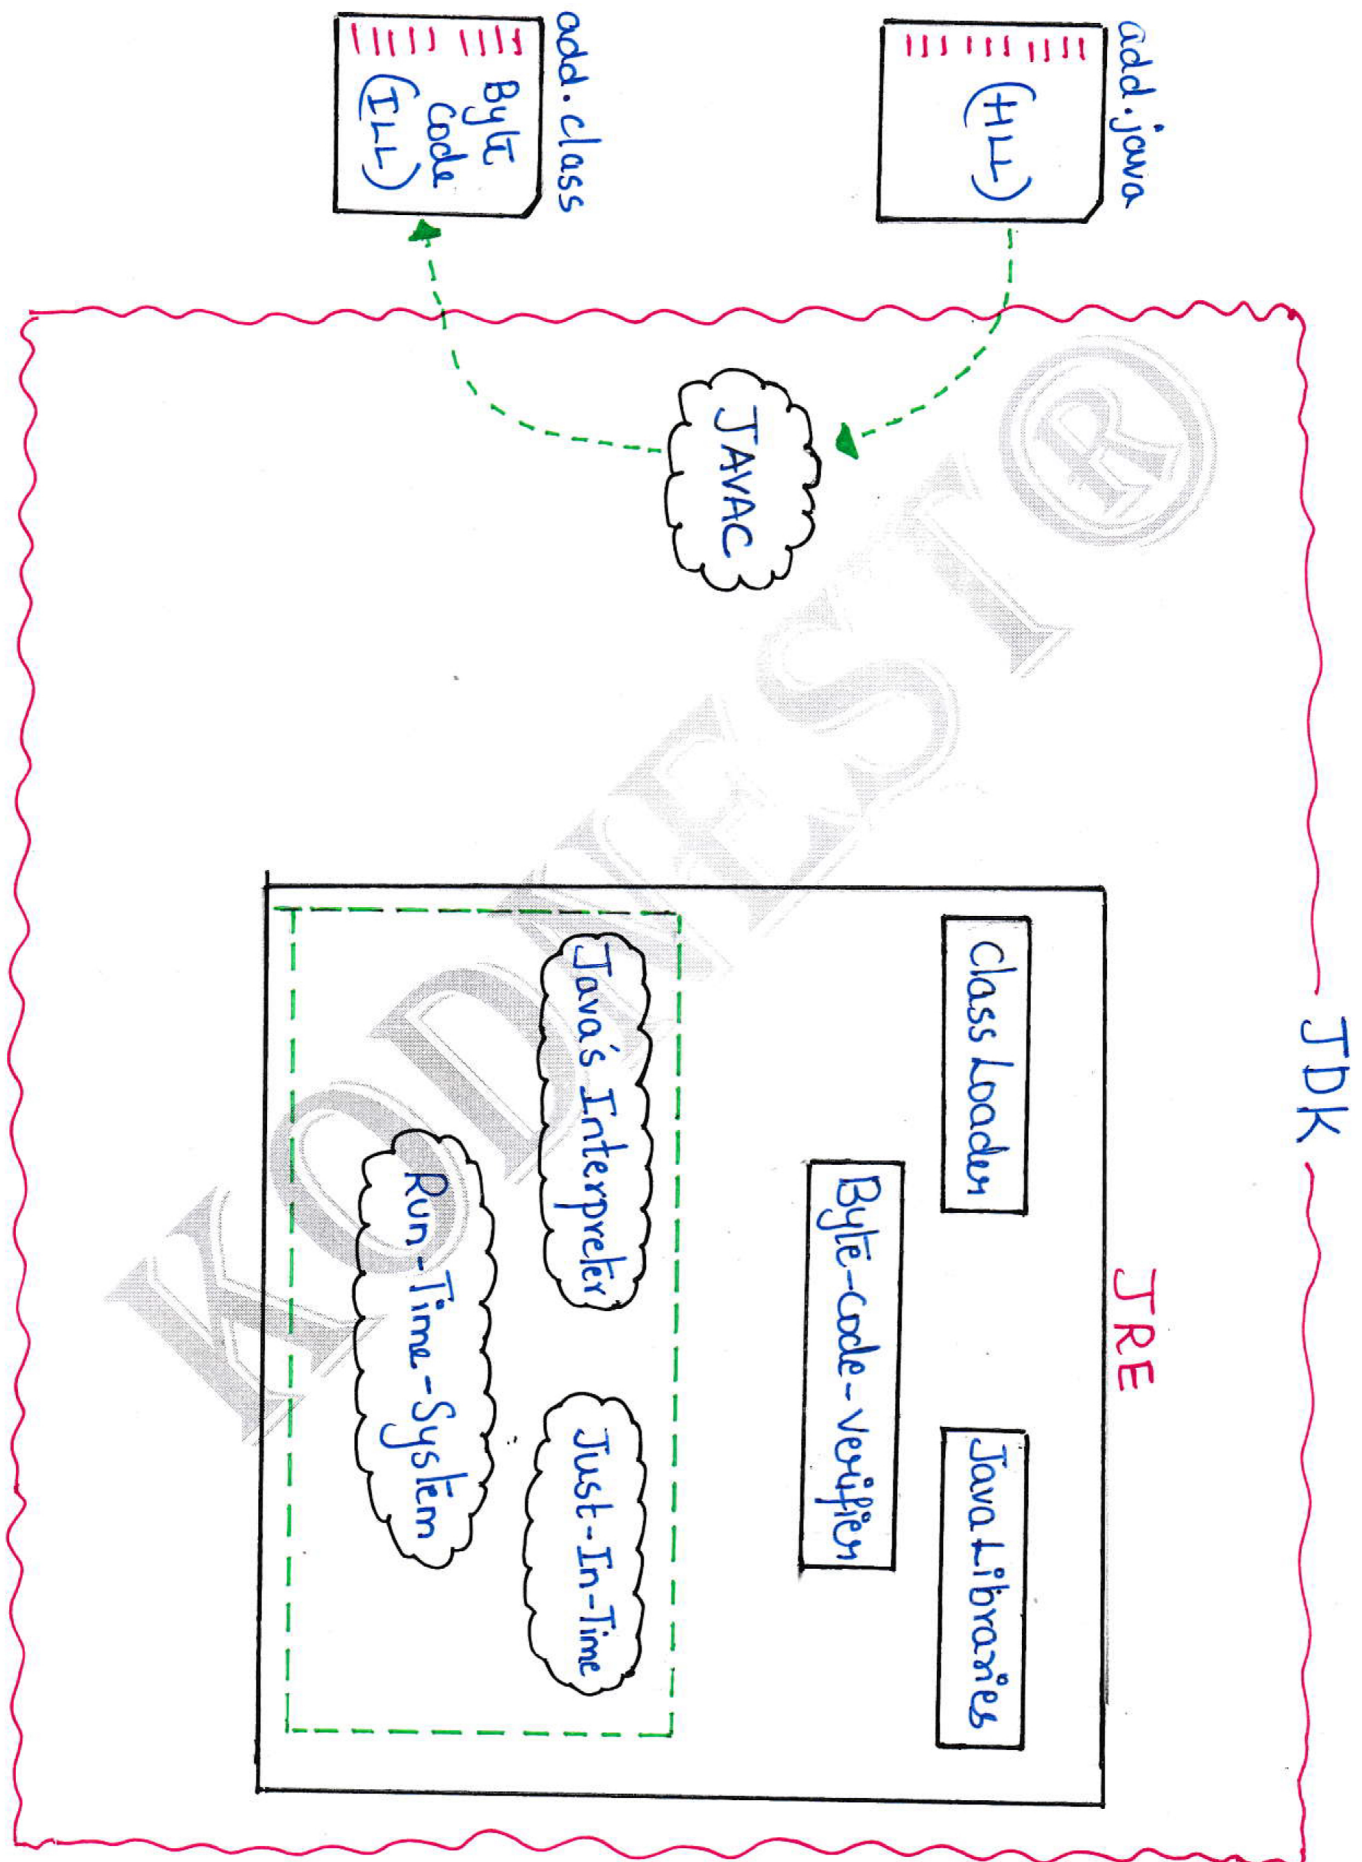 JDK
add.java
(HLL)
JAVAC
add.class
Byte
Code
(ILL)
JRE
Class Loader
Java Libraries
Byte-code-verifier
Java's Interpreter
Just-In-Time
Run-Time-System
KODNEST ®